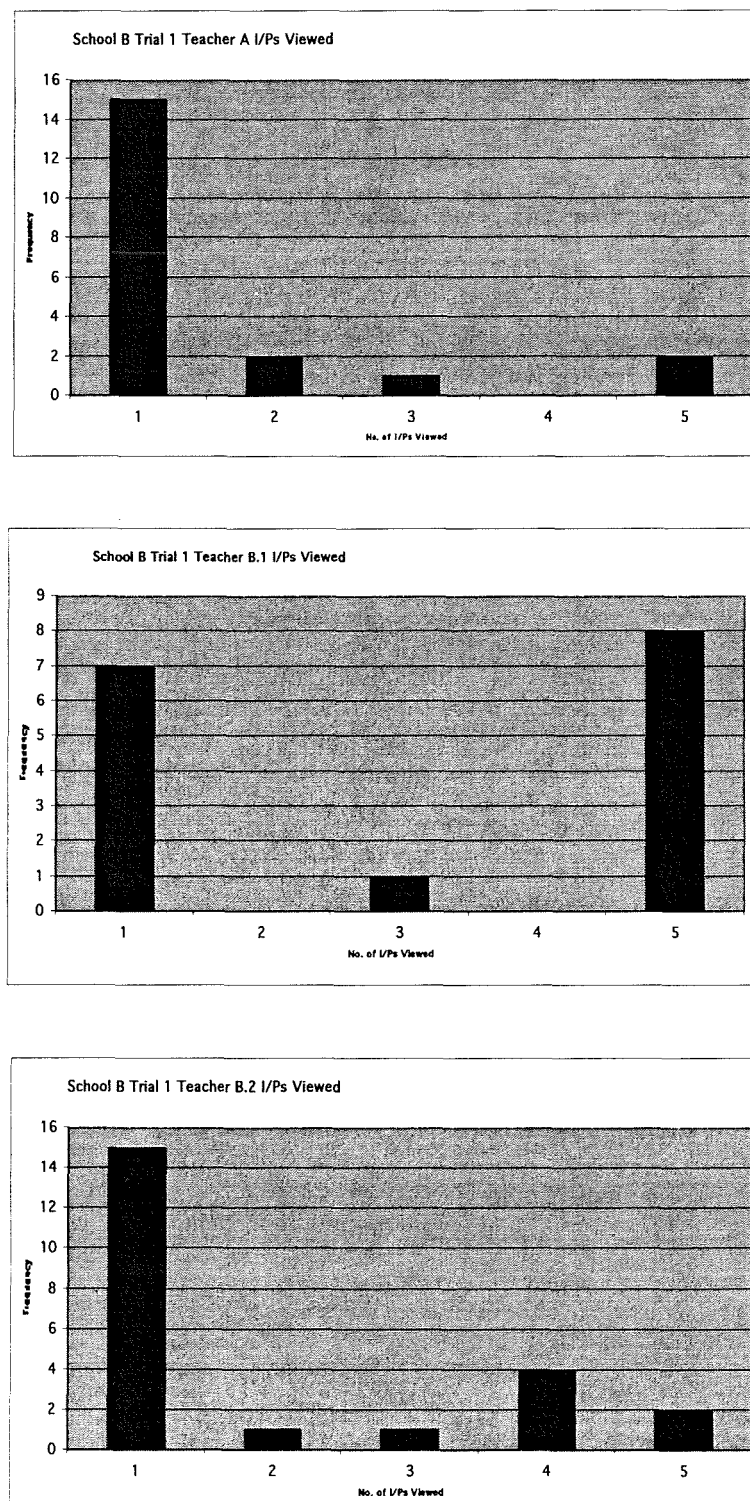 School B Trial 1 Teacher A I/Ps Viewed
16
14
12
10
8
6
4
2
0
Frequency
1 2 3 4 5
No. of I/Ps Viewed
School B Trial 1 Teacher B.1 I/Ps Viewed
9
8
7
6
5
4
3
2
1
0
Frequency
1 2 3 4 5
No. of I/Ps Viewed
School B Trial 1 Teacher B.2 I/Ps Viewed
16
14
12
10
8
6
4
2
0
Frequency
1 2 3 4 5
No. of I/Ps Viewed